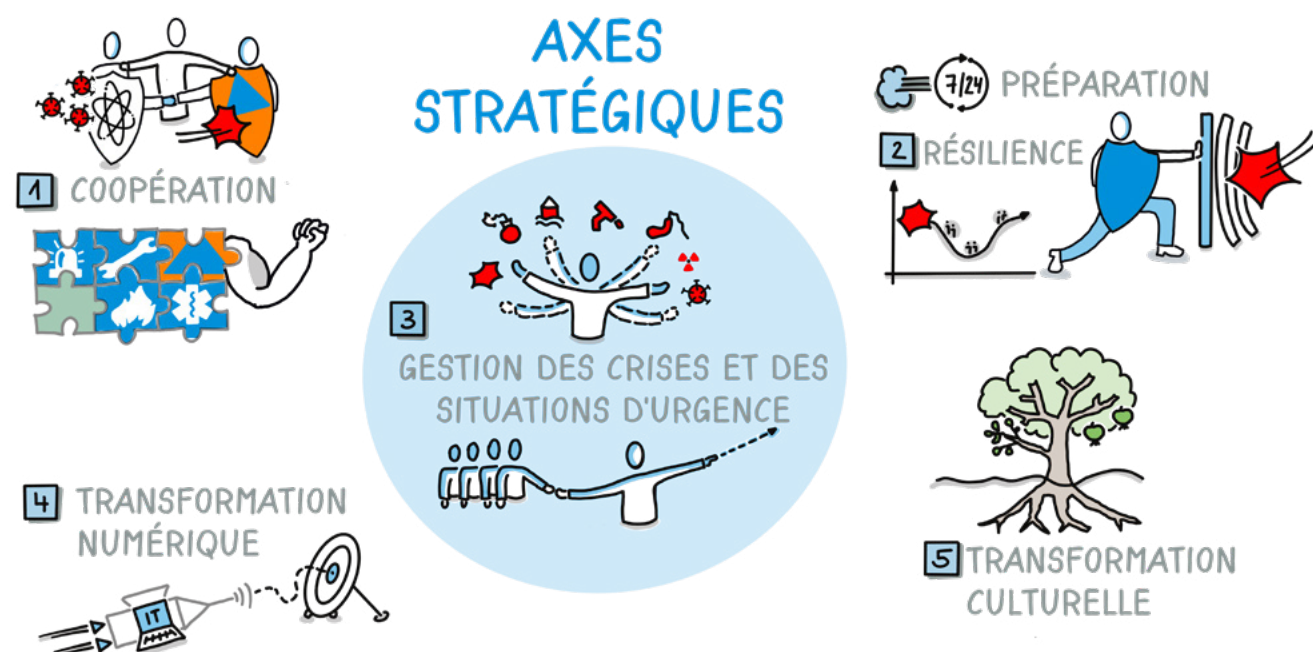 AXES
STRATÉGIQUES
1 COOPÉRATION
7/24 PRÉPARATION
2 RÉSILIENCE
3
GESTION DES CRISES ET DES
SITUATIONS D'URGENCE
4 TRANSFORMATION
NUMÉRIQUE
IT
5 TRANSFORMATION
CULTURELLE